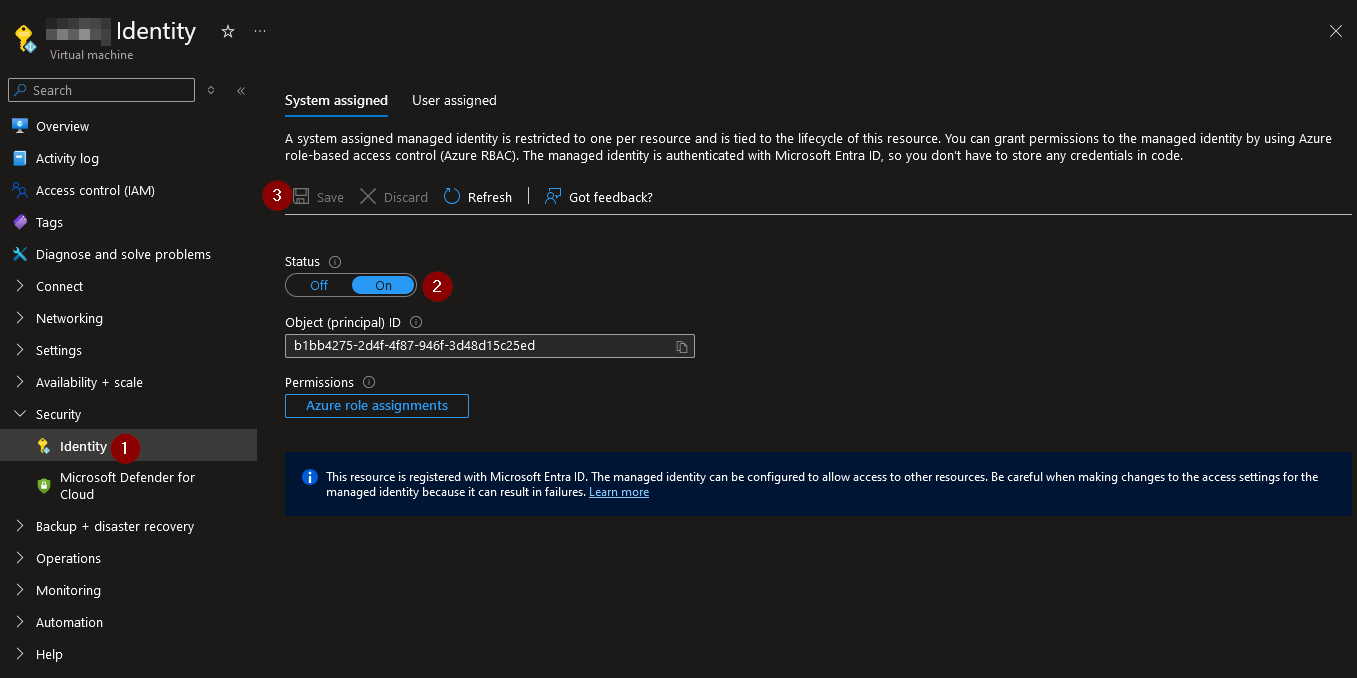 Identity
Virtual machine
Search
Overview
Activity log
Access control (IAM)
Tags
Diagnose and solve problems
Connect
Networking
Settings
Availability + scale
Security
Identity 1
Microsoft Defender for
Cloud
Backup + disaster recovery
Operations
Monitoring
Automation
Help
System assigned User assigned
A system assigned managed identity is restricted to one per resource and is tied to the lifecycle of this resource. You can grant permissions to the managed identity by using Azure
role-based access control (Azure RBAC). The managed identity is authenticated with Microsoft Entra ID, so you don’t have to store any credentials in code.
3 Save Discard Refresh Got feedback?
Status
Off On 2
Object (principal) ID
b1bb4275-2d4f-4f87-946f-3d48d15c25ed
Permissions
Azure role assignments
This resource is registered with Microsoft Entra ID. The managed identity can be configured to allow access to other resources. Be careful when making changes to the access settings for the
managed identity because it can result in failures. Learn more